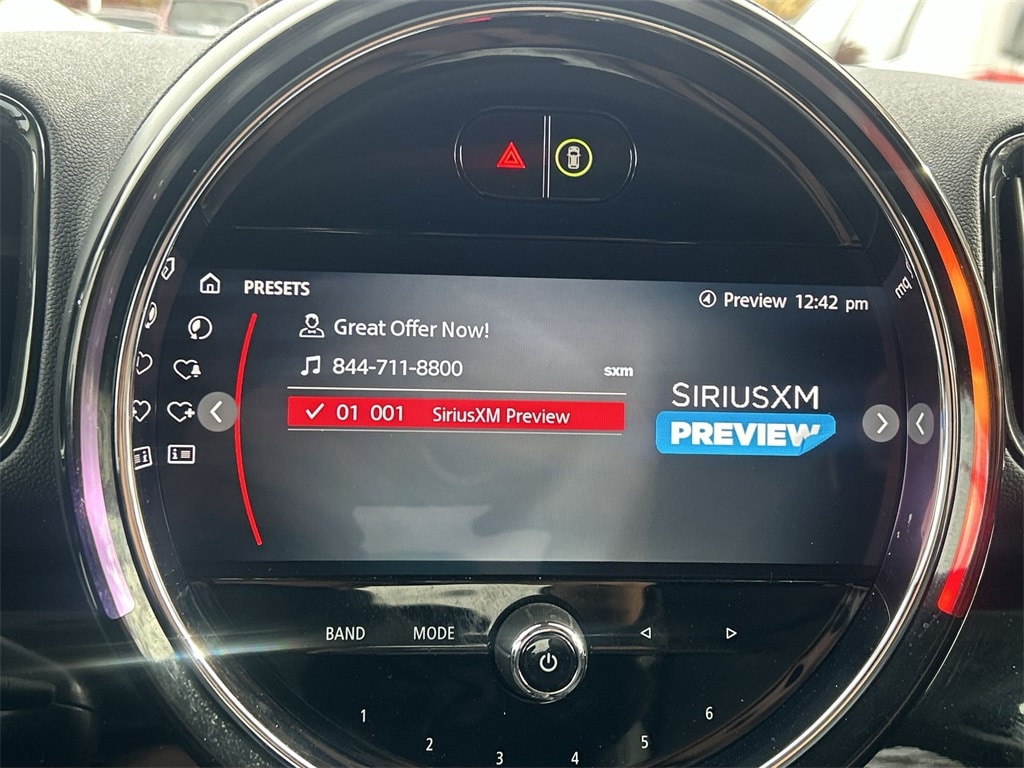 PRESETS
Preview 12:42 pm
Great Offer Now!
844-711-8800
sxm
01 001 SiriusXM Preview
SIRIUSXM
PREVIEW
BAND MODE
1
2
3
4
5
6